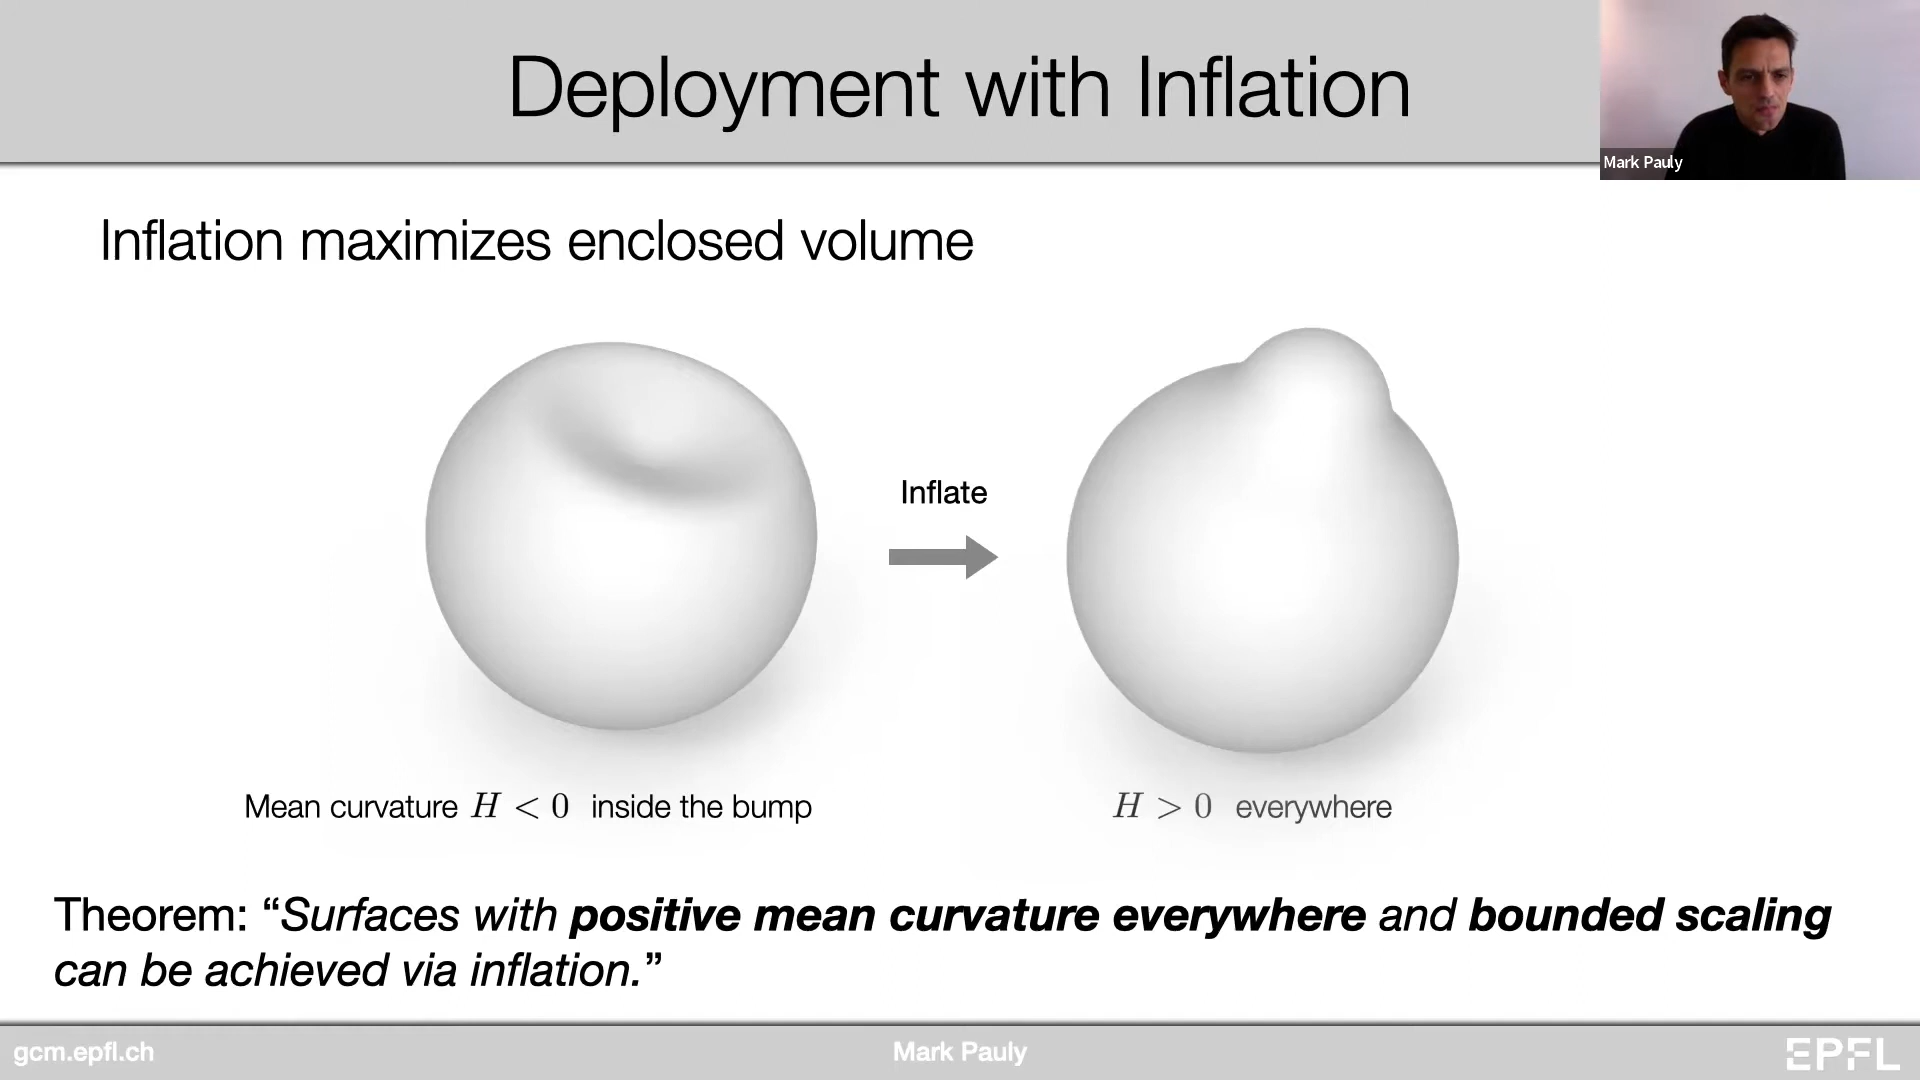 Deployment with Inflation
Mark Pauly
Inflation maximizes enclosed volume
Inflate
Mean curvature H < 0 inside the bump
H > 0 everywhere
Theorem: “Surfaces with positive mean curvature everywhere and bounded scaling
can be achieved via inflation.”
gcm.epfl.ch
Mark Pauly
EPFL